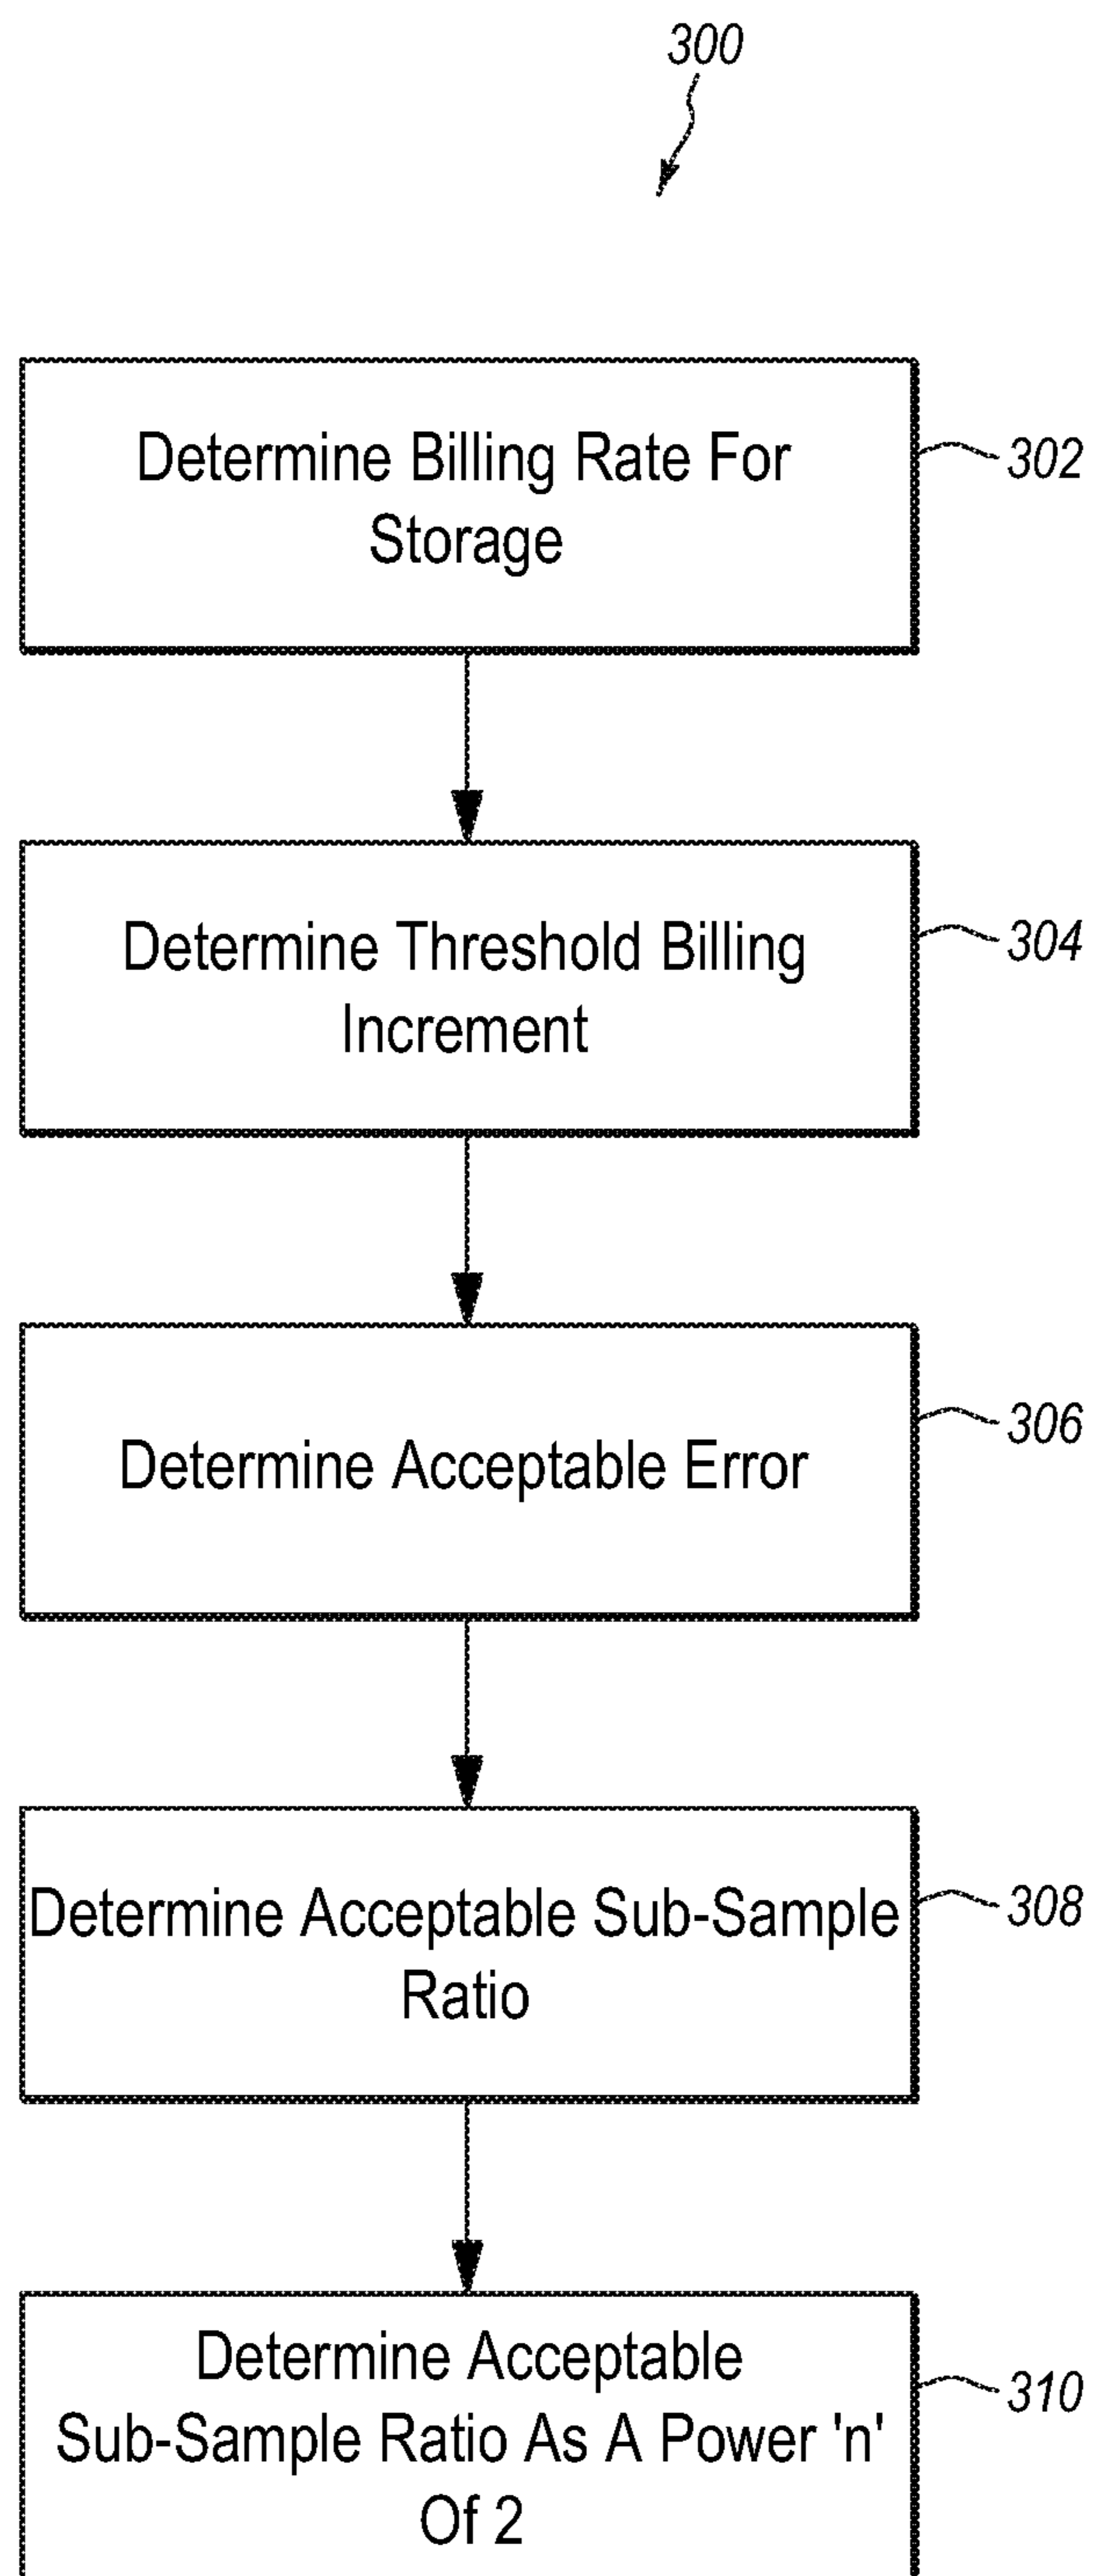 300
Determine Billing Rate For
Storage
302
Determine Threshold Billing
Increment
304
Determine Acceptable Error
306
Determine Acceptable Sub-Sample
Ratio
308
Determine Acceptable
Sub-Sample Ratio As A Power 'n'
Of 2
310